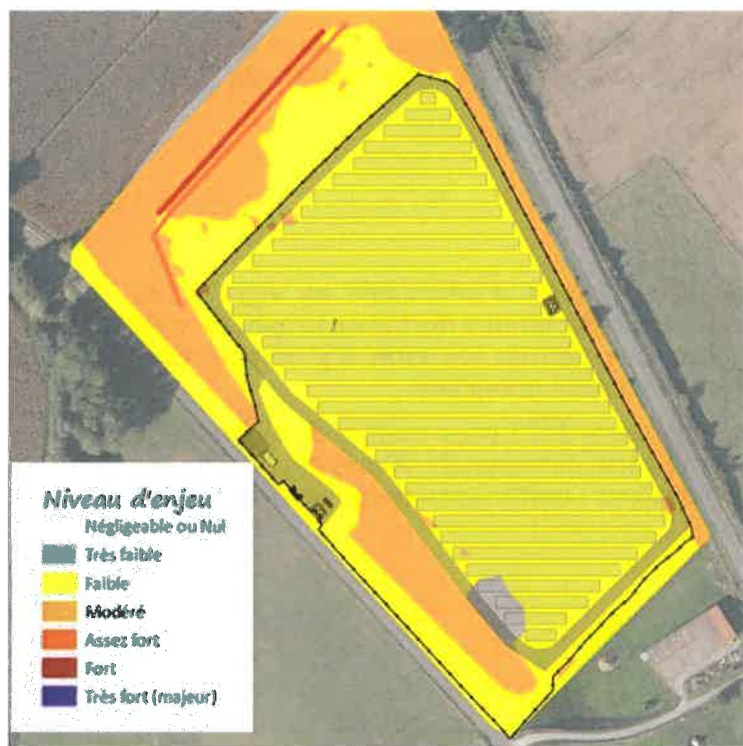 Niveau d'enjeu
Négligeable ou Nul
Très faible
Faible
Modéré
Assez fort
Fort
Très fort (majeur)